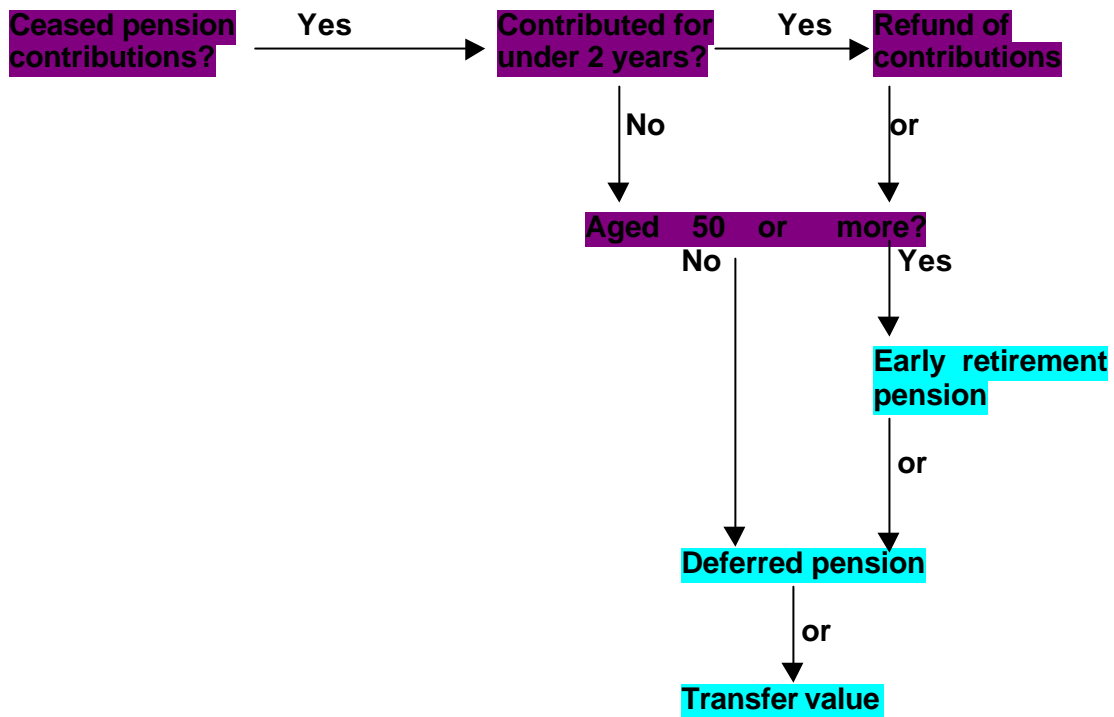 Ceased pension
contributions?
Yes
Contributed for
under 2 years?
Yes
Refund of
contributions
No
or
Aged 50 or more?
No
Yes
Early retirement
pension
or
Deferred pension
or
Transfer value